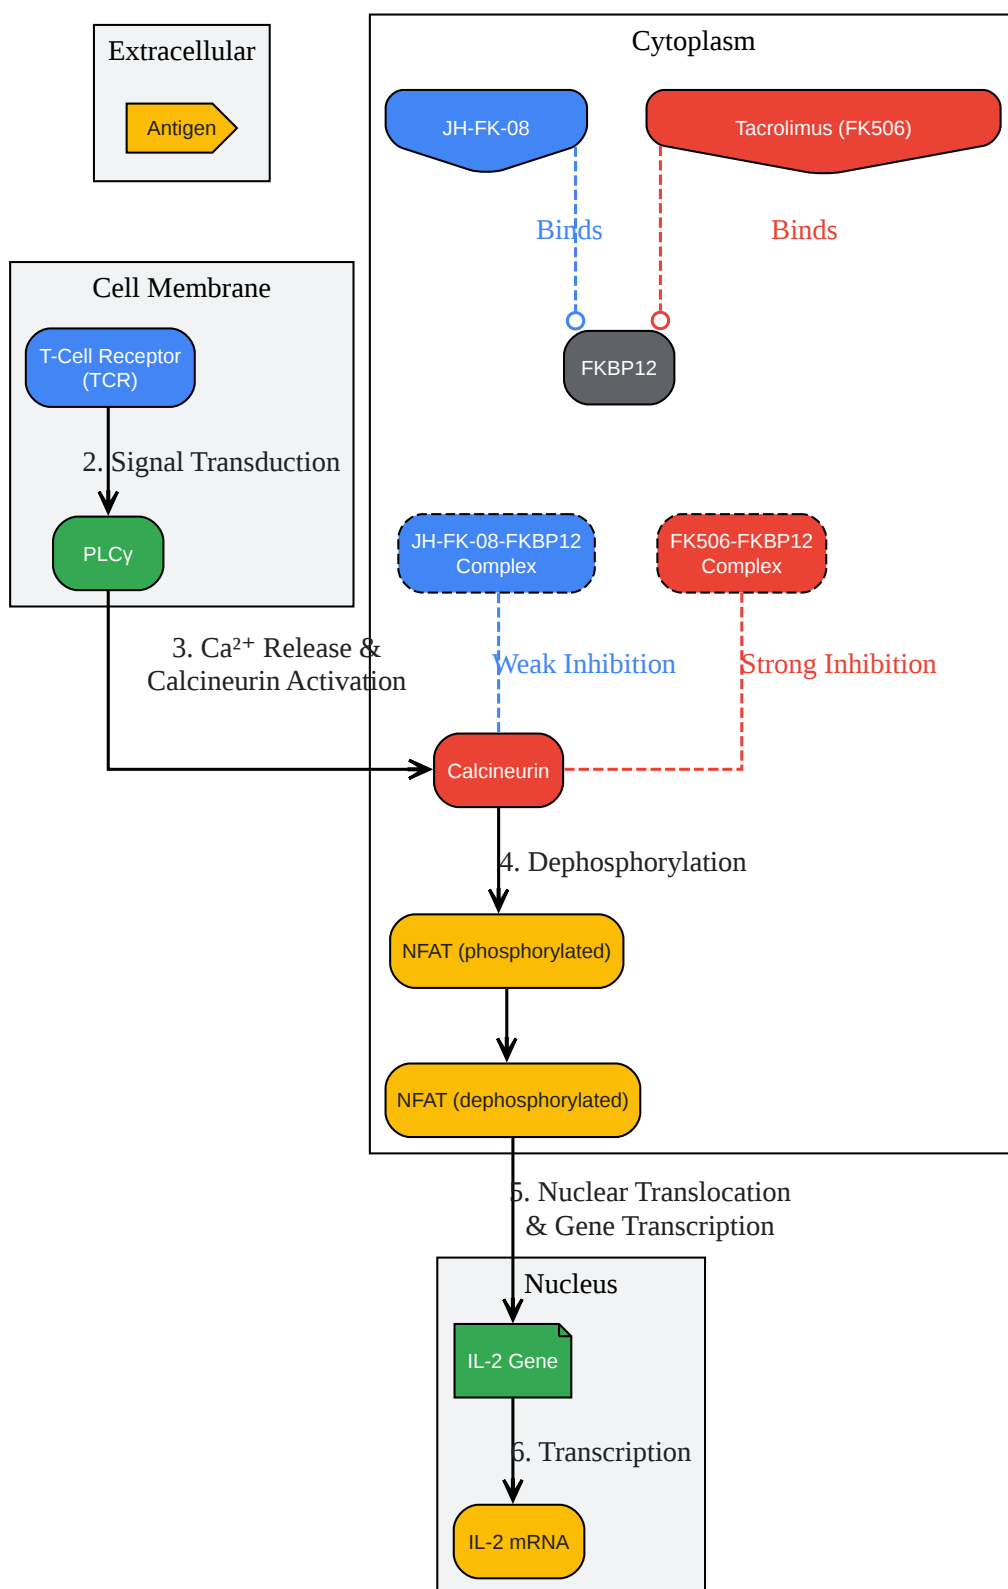 Extracellular
Antigen
Cytoplasm
JH-FK-08
Tacrolimus (FK506)
Binds
Binds
FKBP12
Cell Membrane
T-Cell Receptor
(TCR)
2. Signal Transduction
PLCγ
JH-FK-08-FKBP12
Complex
FK506-FKBP12
Complex
3. Ca²⁺ Release &
Calcineurin Activation
Weak Inhibition
Strong Inhibition
Calcineurin
4. Dephosphorylation
NFAT (phosphorylated)
NFAT (dephosphorylated)
5. Nuclear Translocation
& Gene Transcription
Nucleus
IL-2 Gene
6. Transcription
IL-2 mRNA